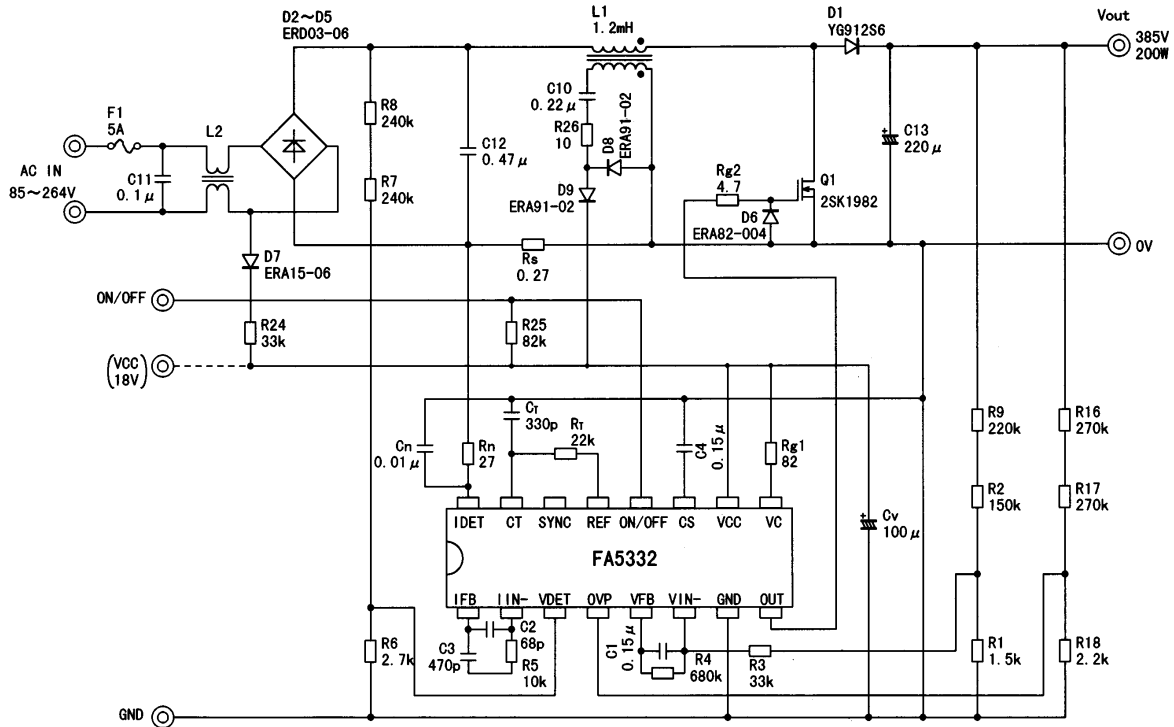 D2～D5
ERD03-06
L1
1.2mH
D1
YG912S6
Vout
385V
200W
F1
5A
L2
R8
240k
C12
0.47μ
C10
0.22μ
R26
10
D8
ERA91-02
C13
220μ
AC IN
85～264V
C11
0.1μ
R7
240k
D9
ERA91-02
Rg2
4.7
Q1
2SK1982
D6
ERA82-004
D7
ERA15-06
Rs
0.27
0V
ON/OFF
R24
33k
R25
82k
(VCC
18V)
CT
330p
RT
22k
Cn
0.01μ
Rn
27
C4
0.15μ
Rg1
82
R9
220k
R16
270k
R2
150k
R17
270k
Cv
100μ
IDET
CT
SYNC
REF
ON/OFF
CS
VCC
VC
FA5332
IFB
IIN-
VDET
OVP
VFB
VIN-
GND
OUT
R6
2.7k
C3
470p
C2
68p
R5
10k
C1
0.15μ
R4
680k
R3
33k
R1
1.5k
R18
2.2k
GND